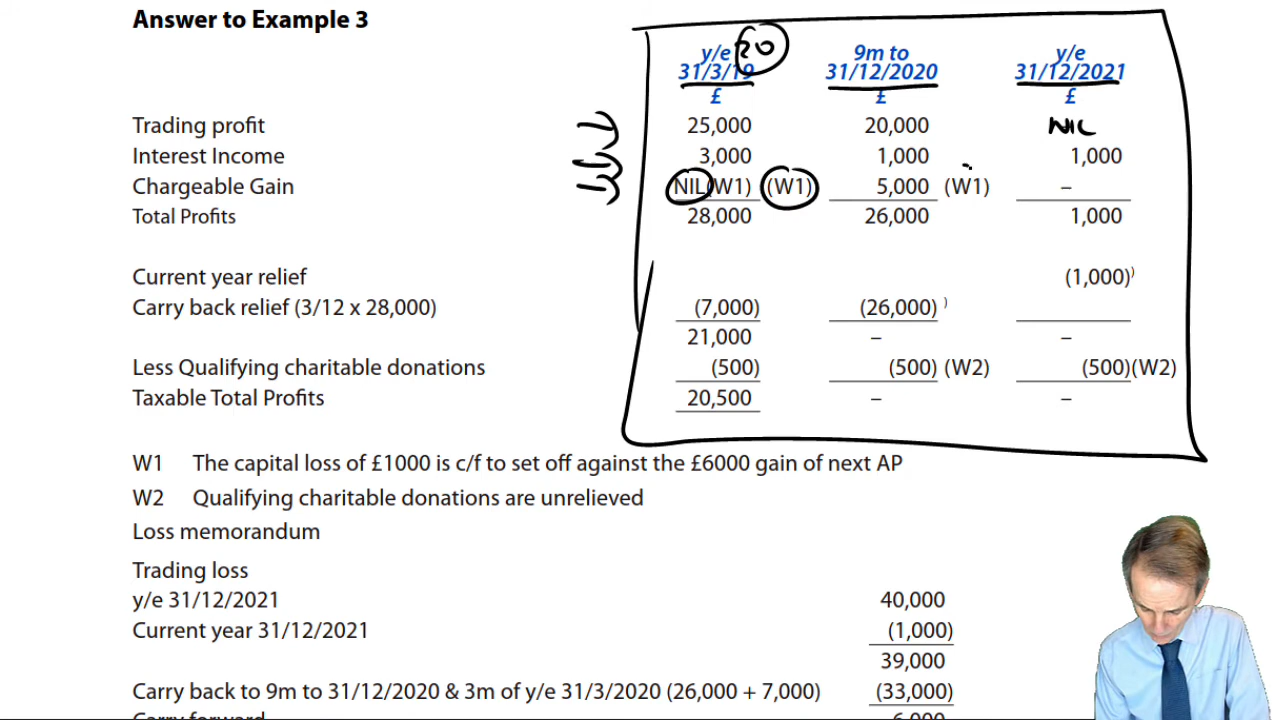 Answer to Example 3
y/e 20 9m to y/e
31/3/19 31/12/2020 31/12/2021
£ £ £
Trading profit 25,000 20,000 NIL
Interest Income 3,000 1,000 1,000
Chargeable Gain NIL(W1) (W1) 5,000 (W1) –
Total Profits 28,000 26,000 1,000
Current year relief (1,000))
Carry back relief (3/12 x 28,000) (7,000) (26,000) )
21,000 – –
Less Qualifying charitable donations (500) (500) (W2) (500)(W2)
Taxable Total Profits 20,500 – –
W1 The capital loss of £1000 is c/f to set off against the £6000 gain of next AP
W2 Qualifying charitable donations are unrelieved
Loss memorandum
Trading loss
y/e 31/12/2021 40,000
Current year 31/12/2021 (1,000)
39,000
Carry back to 9m to 31/12/2020 & 3m of y/e 31/3/2020 (26,000 + 7,000) (33,000)
Carry forward 6,000